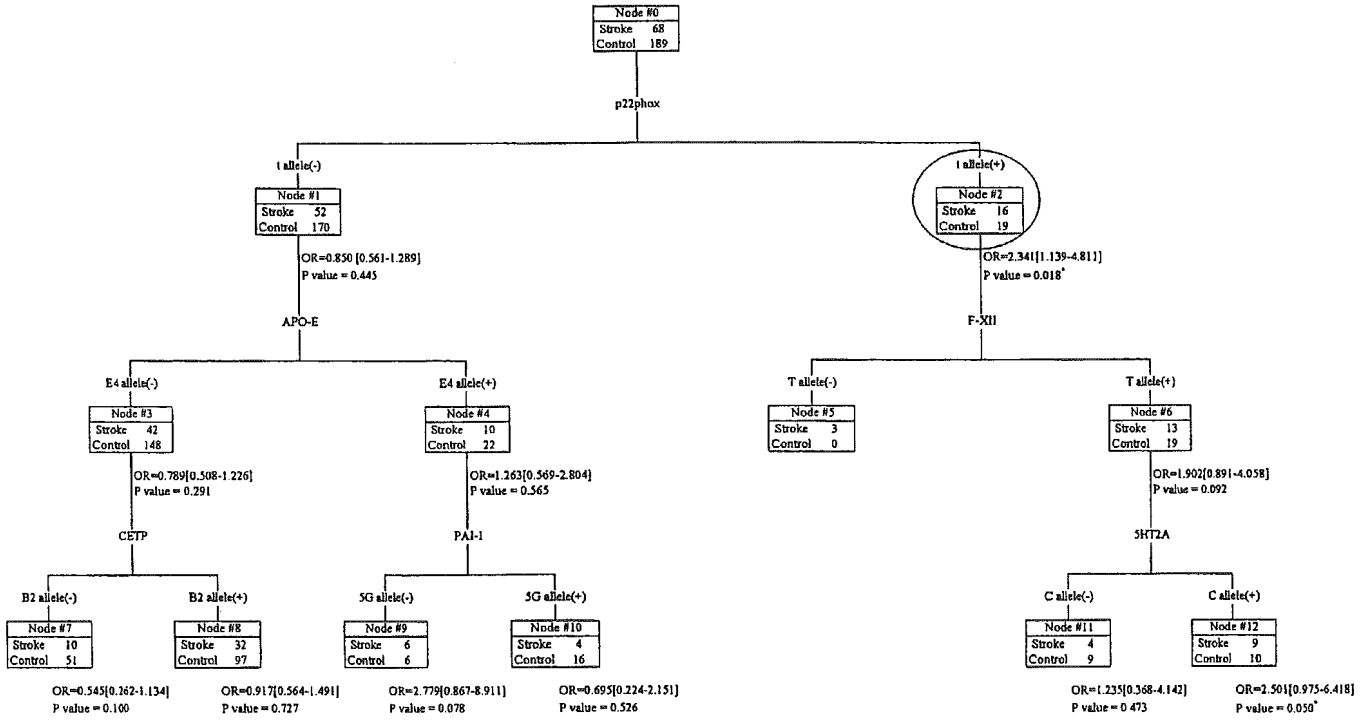 Node #0
Stroke 68
Control 189
p22phox
t allele(-)
t allele(+)
Node #1
Stroke 52
Control 170
Node #2
Stroke 16
Control 19
OR=0.850 [0.561-1.289]
P value = 0.445
OR=2.341[1.139-4.811]
P value = 0.018*
APO-E
F-XII
E4 allele(-)
E4 allele(+)
T allele(-)
T allele(+)
Node #3
Stroke 42
Control 148
Node #4
Stroke 10
Control 22
Node #5
Stroke 3
Control 0
Node #6
Stroke 13
Control 19
OR=0.789[0.508-1.226]
P value = 0.291
OR=1.263[0.569-2.804]
P value = 0.565
OR=1.902[0.891-4.058]
P value = 0.092
CETP
PAI-1
5HT2A
B2 allele(-)
B2 allele(+)
5G allele(-)
5G allele(+)
C allele(-)
C allele(+)
Node #7
Stroke 10
Control 51
Node #8
Stroke 32
Control 97
Node #9
Stroke 6
Control 6
Node #10
Stroke 4
Control 16
Node #11
Stroke 4
Control 9
Node #12
Stroke 9
Control 10
OR=0.545[0.262-1.134]
P value = 0.100
OR=0.917[0.564-1.491]
P value = 0.727
OR=2.779[0.867-8.911]
P value = 0.078
OR=0.695[0.224-2.151]
P value = 0.526
OR=1.235[0.368-4.142]
P value = 0.473
OR=2.501[0.975-6.418]
P value = 0.050*